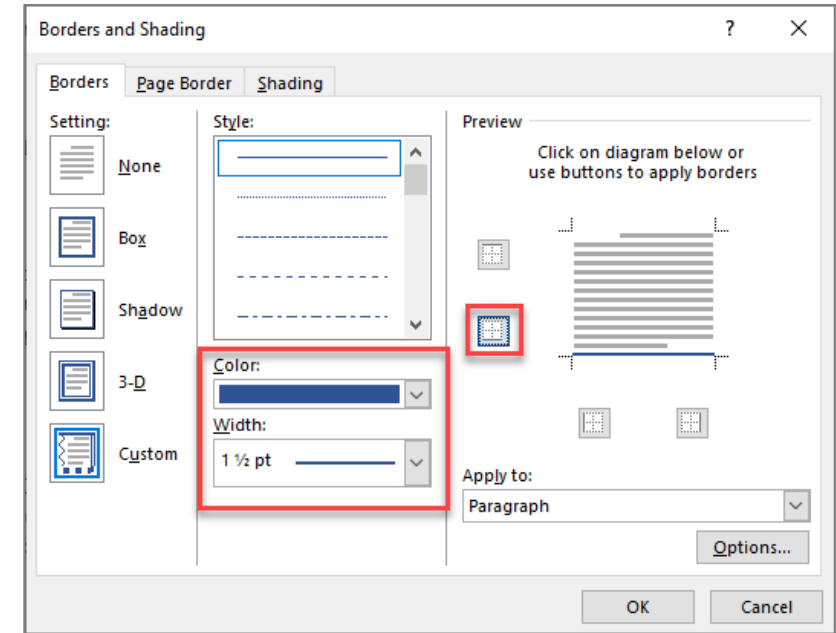 Borders and Shading
?
Borders
Page Border
Shading
Setting:
None
Box
Shadow
3-D
Custom
Style:
Color:
Width:
1 ½ pt
Preview
Click on diagram below or
use buttons to apply borders
Apply to:
Paragraph
Options...
OK
Cancel